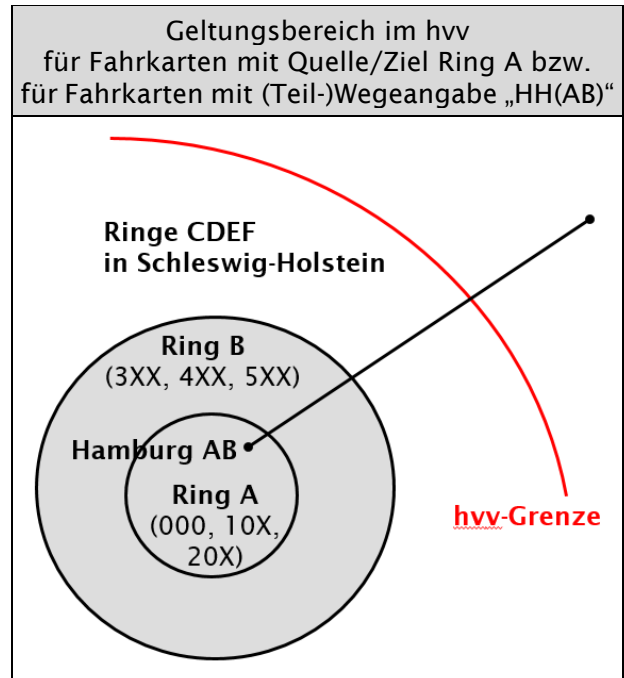 Geltungsbereich im hvv
für Fahrkarten mit Quelle/Ziel Ring A bzw.
für Fahrkarten mit (Teil-)Wegeangabe „HH(AB)“
Ringe CDEF
in Schleswig-Holstein
Ring B
(3XX, 4XX, 5XX)
Hamburg AB
Ring A
(000, 10X,
20X)
hvv-Grenze